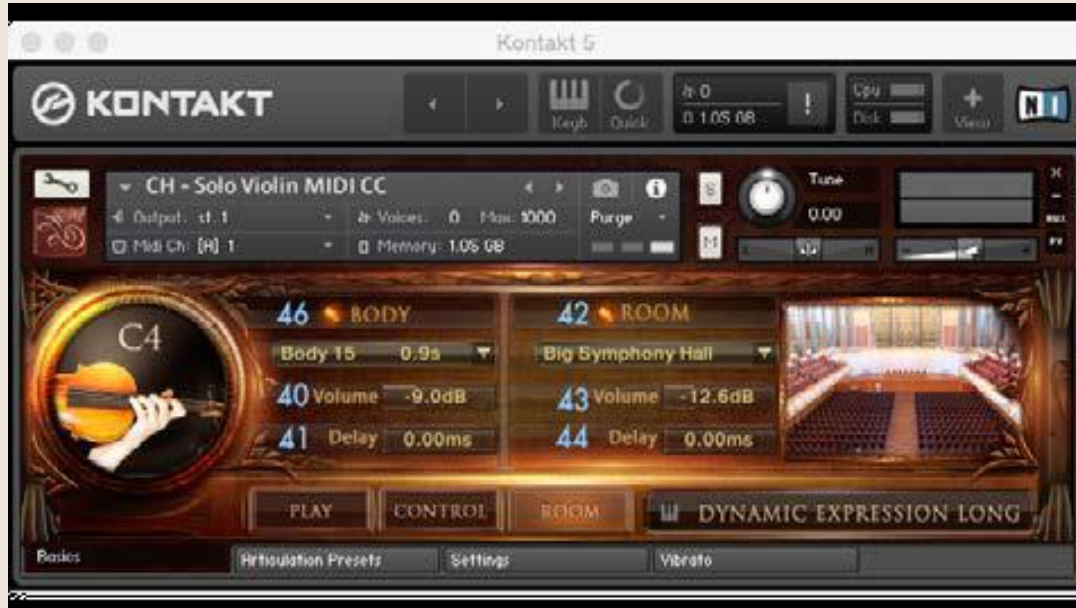 Kontakt 5
KONTAKT
Keyb Quick
0
1.05 GB
!
Cpu
Disk
+
View
N I
CH - Solo Violin MIDI CC
i
S
Tune
Output: st. 1
Voices: 0 Max: 1000 Purge
0.00
Midi Ch: [A] 1
Memory: 1.05 GB
M
L R
C4
46 BODY
42 ROOM
Body 15 0.9s
Big Symphony Hall
40 Volume -9.0dB
43 Volume -12.6dB
41 Delay 0.00ms
44 Delay 0.00ms
PLAY CONTROL ROOM DYNAMIC EXPRESSION LONG
Basics Articulation Presets Settings Vibrato